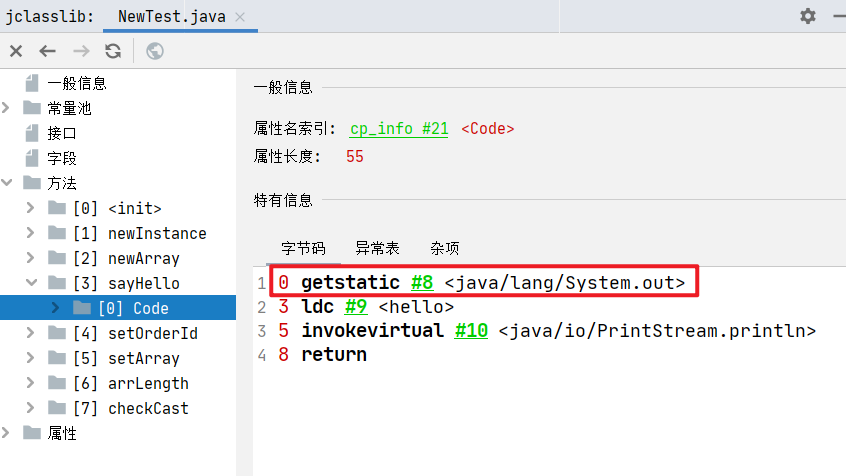 jclasslib: NewTest.java
一般信息
常量池
接口
字段
方法
[0] <init>
[1] newInstance
[2] newArray
[3] sayHello
[0] Code
[4] setOrderId
[5] setArray
[6] arrLength
[7] checkCast
属性
一般信息
属性名索引: cp_info #21 <Code>
属性长度: 55
特有信息
字节码 异常表 杂项
1 0 getstatic #8 <java/lang/System.out>
2 3 ldc #9 <hello>
3 5 invokevirtual #10 <java/io/PrintStream.println>
4 8 return